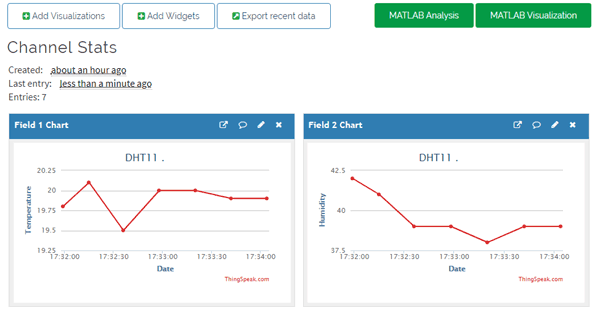 Add Visualizations
Add Widgets
Export recent data
MATLAB Analysis
MATLAB Visualization
Channel Stats
Created: about an hour ago
Last entry: less than a minute ago
Entries: 7
Field 1 Chart
DHT11 .
Temperature
20.25
20
19.75
19.5
19.25
17:32:00
17:32:30
17:33:00
17:33:30
17:34:00
Date
ThingSpeak.com
Field 2 Chart
DHT11 .
Humidity
42.5
40
37.5
17:32:00
17:32:30
17:33:00
17:33:30
17:34:00
Date
ThingSpeak.com